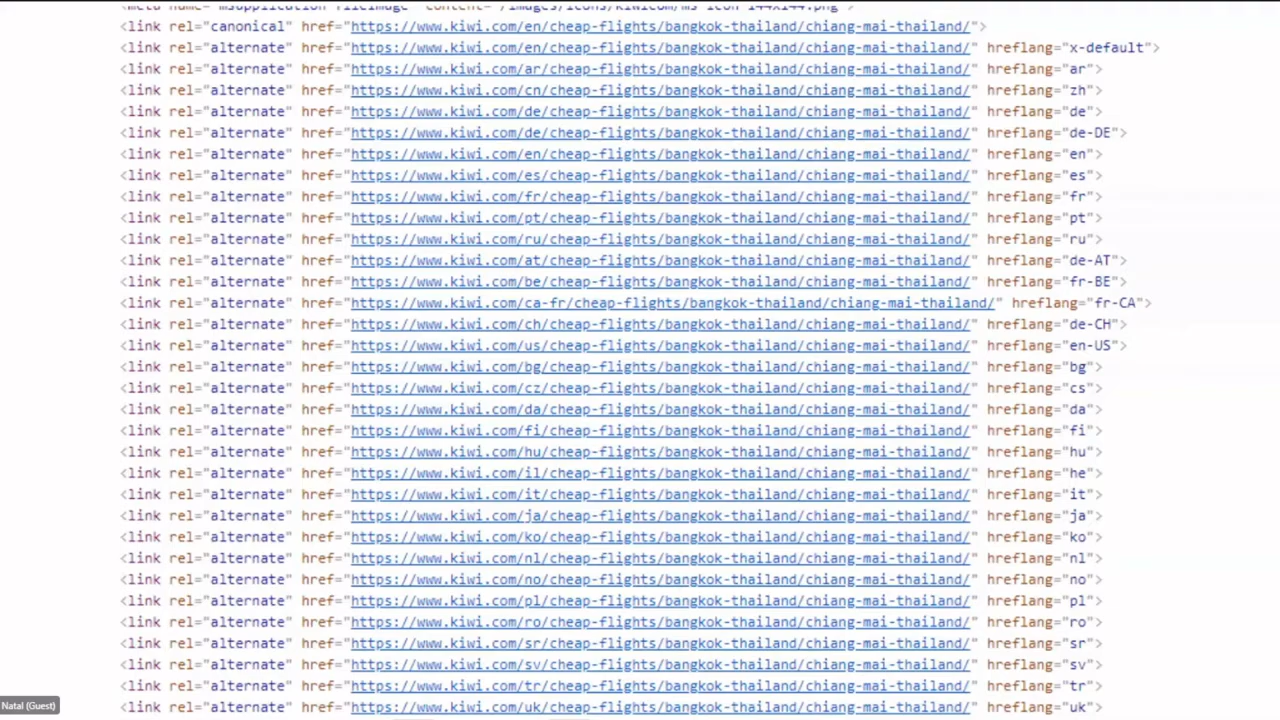 <meta name="msapplication-TileImage" content="/images/icons/kiwicom/ms-icon-144x144.png">
<link rel="canonical" href="https://www.kiwi.com/en/cheap-flights/bangkok-thailand/chiang-mai-thailand/">
<link rel="alternate" href="https://www.kiwi.com/en/cheap-flights/bangkok-thailand/chiang-mai-thailand/" hreflang="x-default">
<link rel="alternate" href="https://www.kiwi.com/ar/cheap-flights/bangkok-thailand/chiang-mai-thailand/" hreflang="ar">
<link rel="alternate" href="https://www.kiwi.com/cn/cheap-flights/bangkok-thailand/chiang-mai-thailand/" hreflang="zh">
<link rel="alternate" href="https://www.kiwi.com/de/cheap-flights/bangkok-thailand/chiang-mai-thailand/" hreflang="de">
<link rel="alternate" href="https://www.kiwi.com/de/cheap-flights/bangkok-thailand/chiang-mai-thailand/" hreflang="de-DE">
<link rel="alternate" href="https://www.kiwi.com/en/cheap-flights/bangkok-thailand/chiang-mai-thailand/" hreflang="en">
<link rel="alternate" href="https://www.kiwi.com/es/cheap-flights/bangkok-thailand/chiang-mai-thailand/" hreflang="es">
<link rel="alternate" href="https://www.kiwi.com/fr/cheap-flights/bangkok-thailand/chiang-mai-thailand/" hreflang="fr">
<link rel="alternate" href="https://www.kiwi.com/pt/cheap-flights/bangkok-thailand/chiang-mai-thailand/" hreflang="pt">
<link rel="alternate" href="https://www.kiwi.com/ru/cheap-flights/bangkok-thailand/chiang-mai-thailand/" hreflang="ru">
<link rel="alternate" href="https://www.kiwi.com/at/cheap-flights/bangkok-thailand/chiang-mai-thailand/" hreflang="de-AT">
<link rel="alternate" href="https://www.kiwi.com/be/cheap-flights/bangkok-thailand/chiang-mai-thailand/" hreflang="fr-BE">
<link rel="alternate" href="https://www.kiwi.com/ca-fr/cheap-flights/bangkok-thailand/chiang-mai-thailand/" hreflang="fr-CA">
<link rel="alternate" href="https://www.kiwi.com/ch/cheap-flights/bangkok-thailand/chiang-mai-thailand/" hreflang="de-CH">
<link rel="alternate" href="https://www.kiwi.com/us/cheap-flights/bangkok-thailand/chiang-mai-thailand/" hreflang="en-US">
<link rel="alternate" href="https://www.kiwi.com/bg/cheap-flights/bangkok-thailand/chiang-mai-thailand/" hreflang="bg">
<link rel="alternate" href="https://www.kiwi.com/cz/cheap-flights/bangkok-thailand/chiang-mai-thailand/" hreflang="cs">
<link rel="alternate" href="https://www.kiwi.com/da/cheap-flights/bangkok-thailand/chiang-mai-thailand/" hreflang="da">
<link rel="alternate" href="https://www.kiwi.com/fi/cheap-flights/bangkok-thailand/chiang-mai-thailand/" hreflang="fi">
<link rel="alternate" href="https://www.kiwi.com/hu/cheap-flights/bangkok-thailand/chiang-mai-thailand/" hreflang="hu">
<link rel="alternate" href="https://www.kiwi.com/il/cheap-flights/bangkok-thailand/chiang-mai-thailand/" hreflang="he">
<link rel="alternate" href="https://www.kiwi.com/it/cheap-flights/bangkok-thailand/chiang-mai-thailand/" hreflang="it">
<link rel="alternate" href="https://www.kiwi.com/ja/cheap-flights/bangkok-thailand/chiang-mai-thailand/" hreflang="ja">
<link rel="alternate" href="https://www.kiwi.com/ko/cheap-flights/bangkok-thailand/chiang-mai-thailand/" hreflang="ko">
<link rel="alternate" href="https://www.kiwi.com/nl/cheap-flights/bangkok-thailand/chiang-mai-thailand/" hreflang="nl">
<link rel="alternate" href="https://www.kiwi.com/no/cheap-flights/bangkok-thailand/chiang-mai-thailand/" hreflang="no">
<link rel="alternate" href="https://www.kiwi.com/pl/cheap-flights/bangkok-thailand/chiang-mai-thailand/" hreflang="pl">
<link rel="alternate" href="https://www.kiwi.com/ro/cheap-flights/bangkok-thailand/chiang-mai-thailand/" hreflang="ro">
<link rel="alternate" href="https://www.kiwi.com/sr/cheap-flights/bangkok-thailand/chiang-mai-thailand/" hreflang="sr">
<link rel="alternate" href="https://www.kiwi.com/sv/cheap-flights/bangkok-thailand/chiang-mai-thailand/" hreflang="sv">
<link rel="alternate" href="https://www.kiwi.com/tr/cheap-flights/bangkok-thailand/chiang-mai-thailand/" hreflang="tr">
<link rel="alternate" href="https://www.kiwi.com/uk/cheap-flights/bangkok-thailand/chiang-mai-thailand/" hreflang="uk">
Natal (Guest)